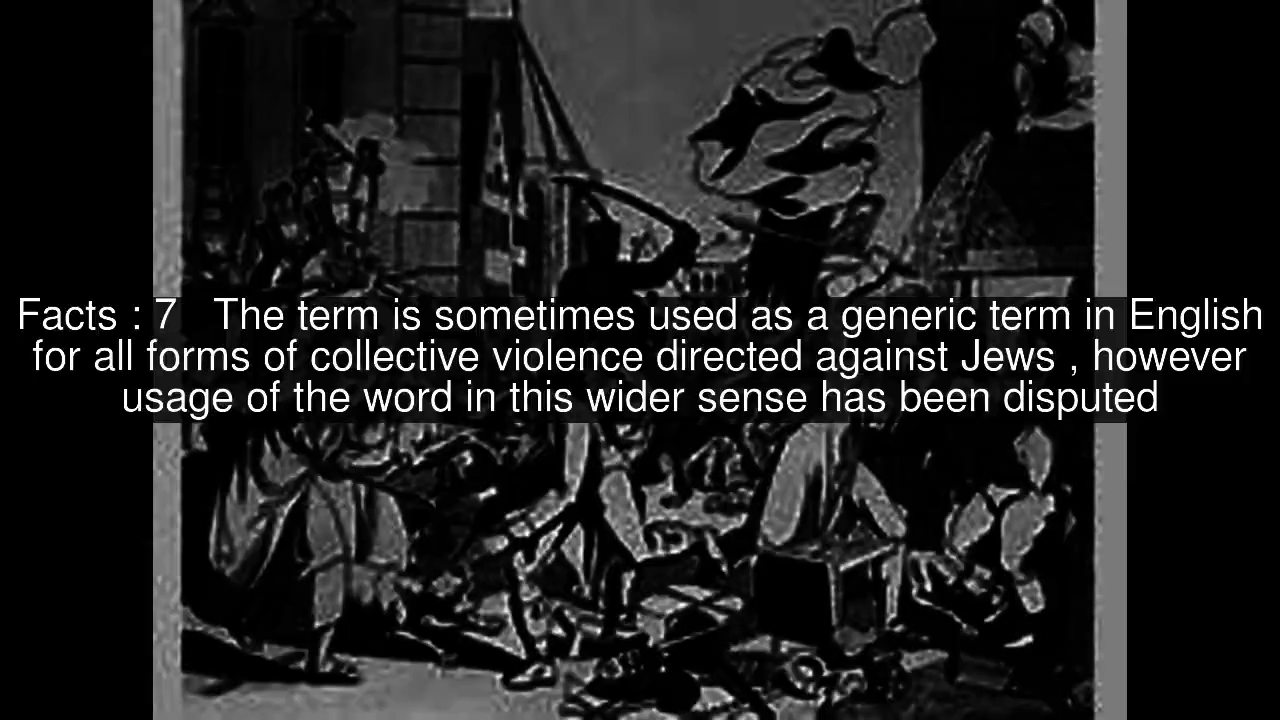 Facts : 7   The term is sometimes used as a generic term in English
for all forms of collective violence directed against Jews , however
usage of the word in this wider sense has been disputed